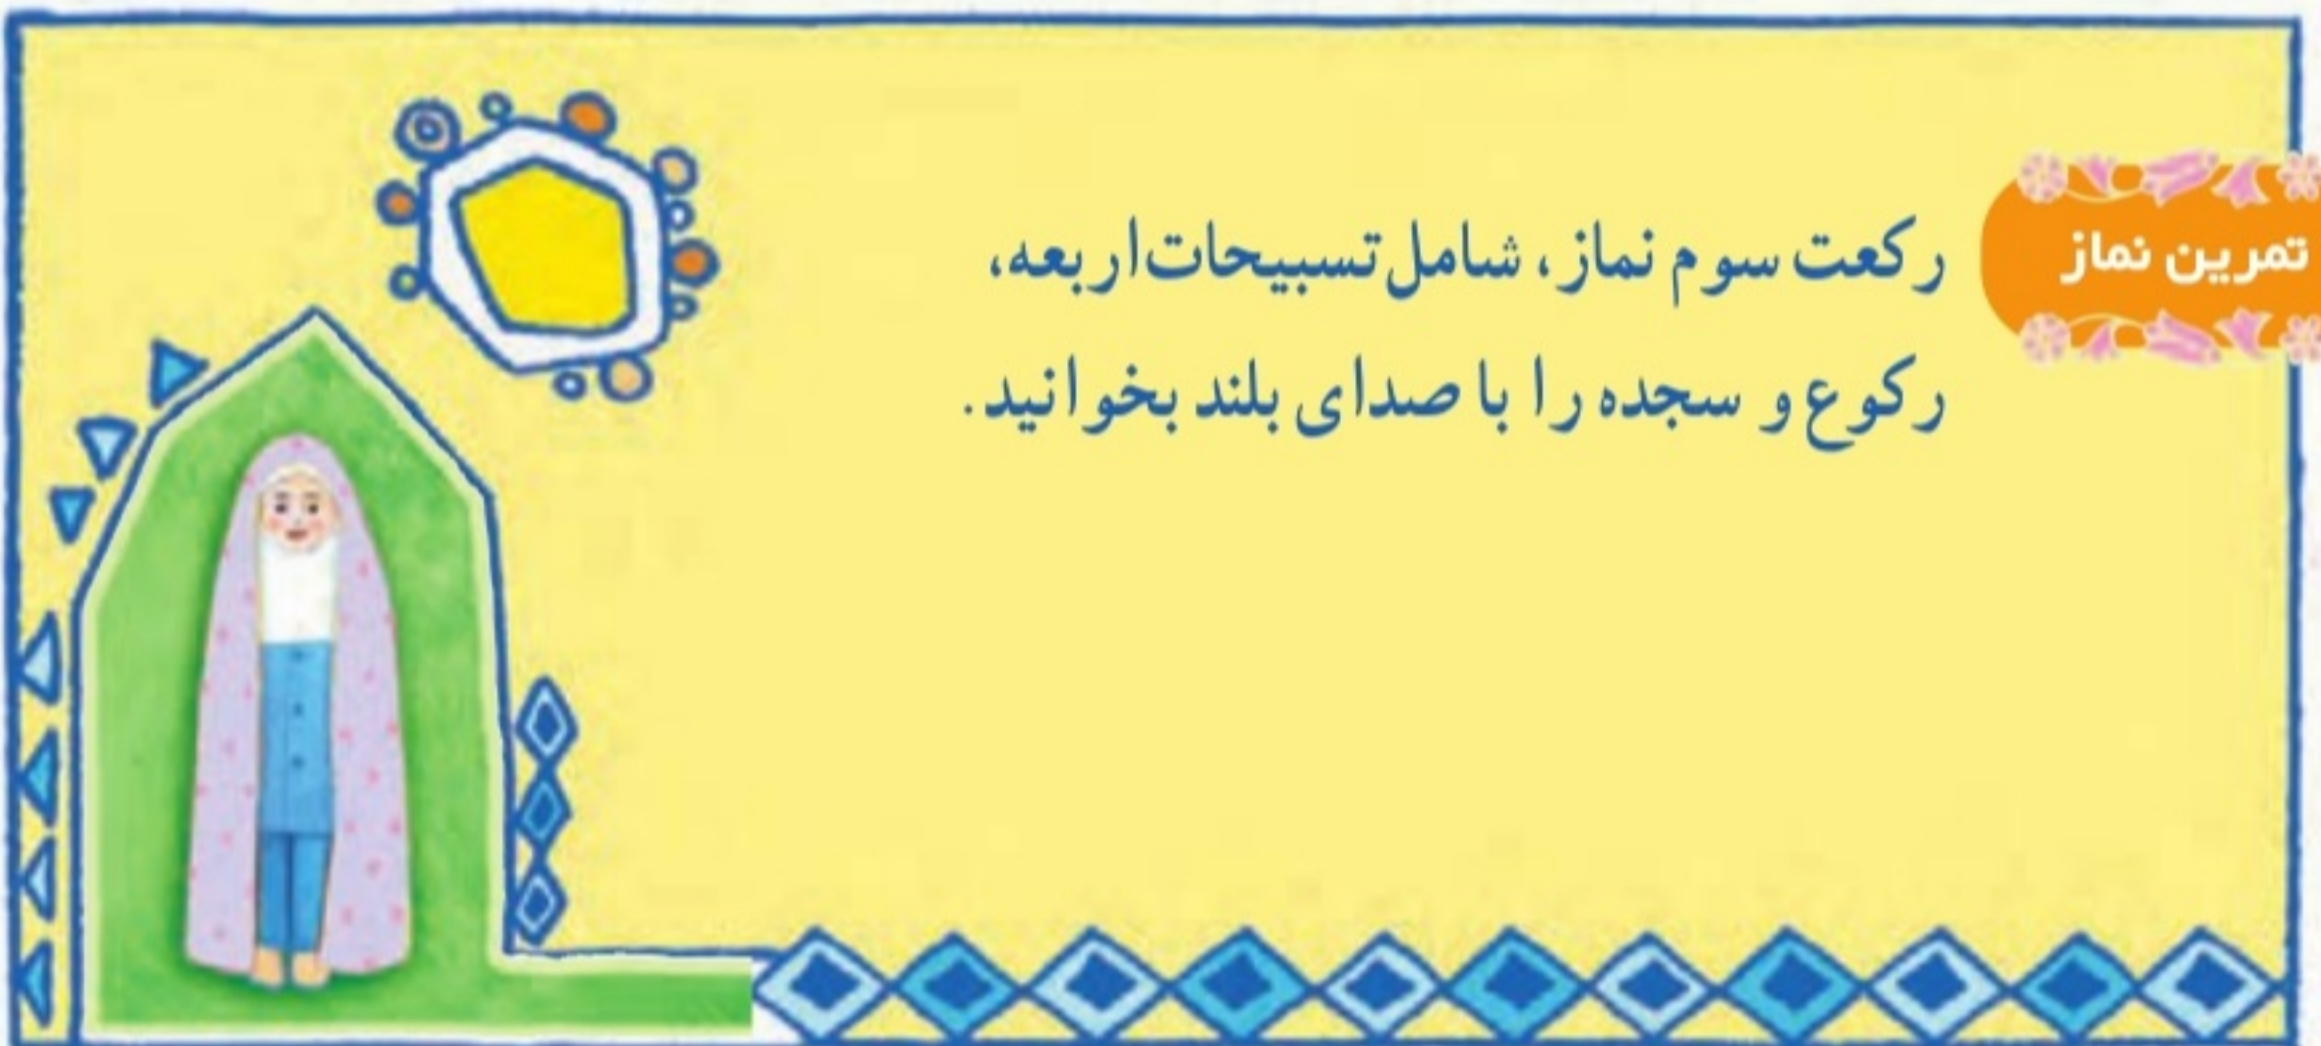 تمرین نماز
رکعت سوم نماز، شامل تسبیحات اربعه،
رکوع و سجده را با صدای بلند بخوانید.